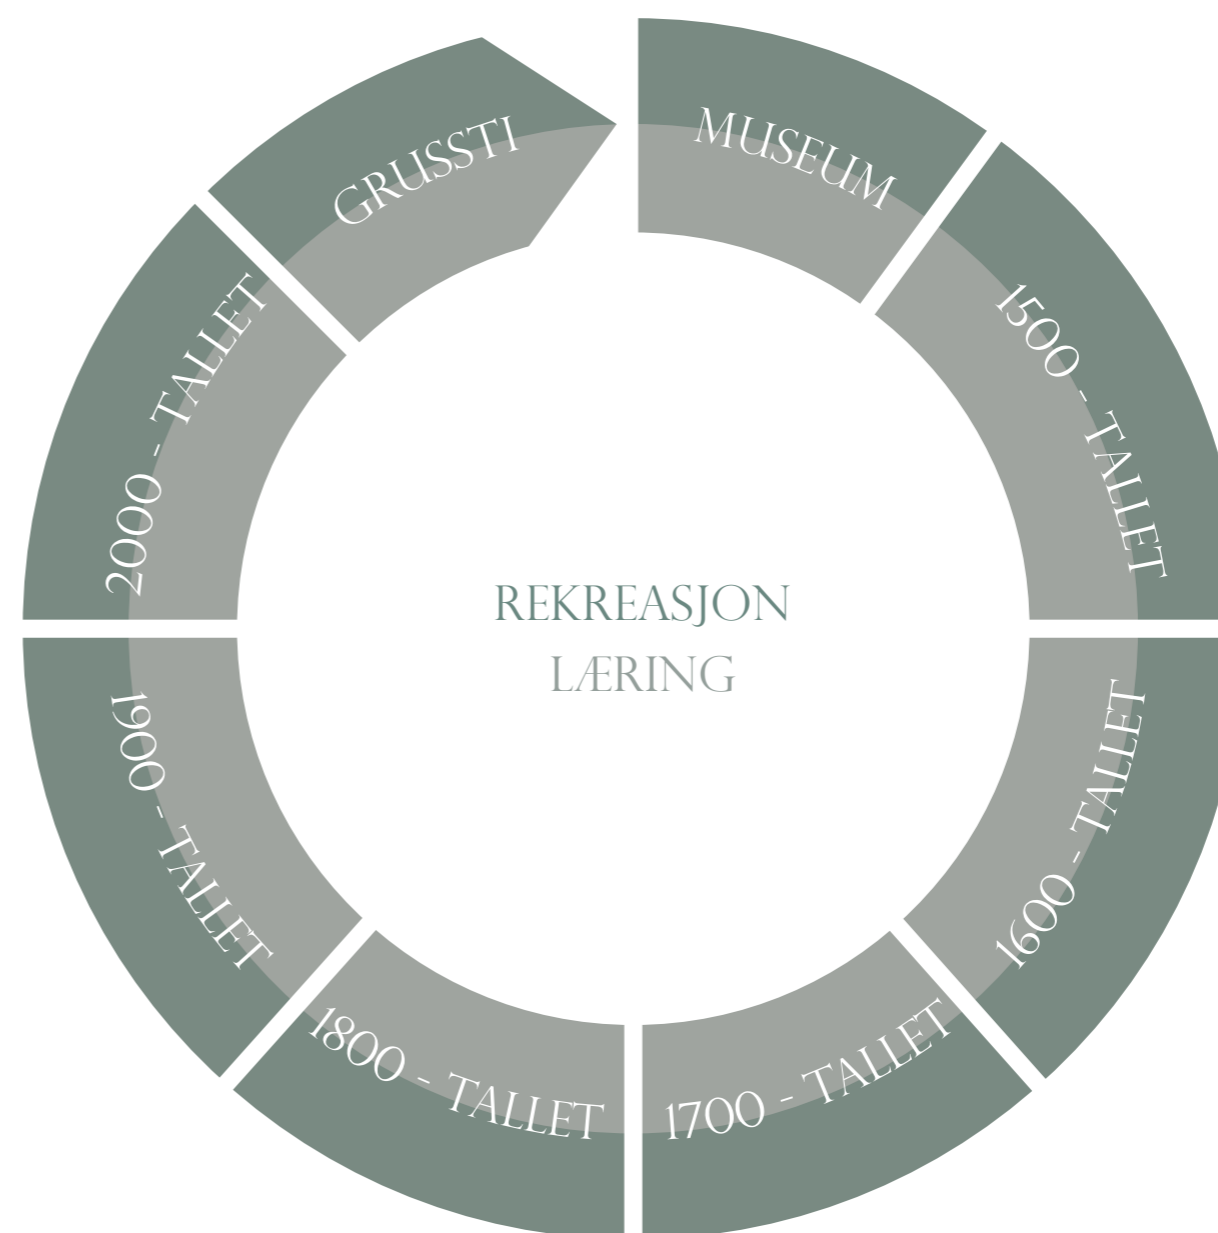 MUSEUM
1500 - TALLET
1600 - TALLET
1700 - TALLET
1800 - TALLET
1900 - TALLET
2000 - TALLET
GRUSSTI
REKREASJON
LÆRING